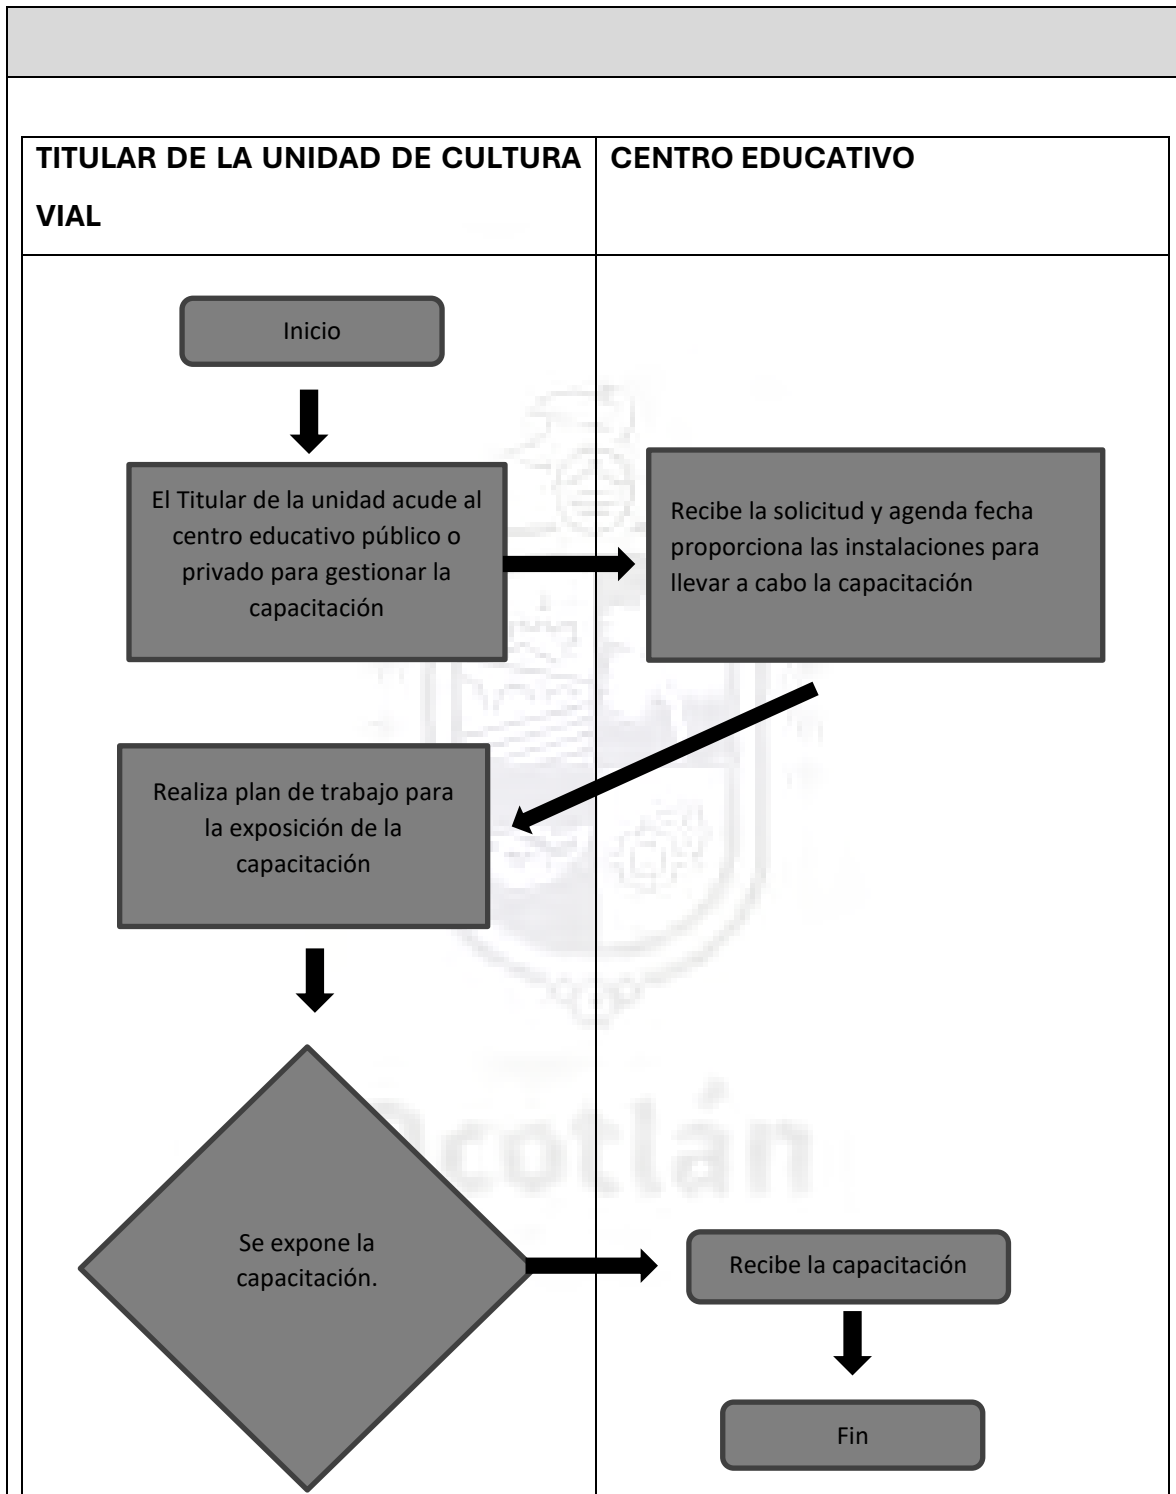 TITULAR DE LA UNIDAD DE CULTURA
VIAL
CENTRO EDUCATIVO
Inicio
El Titular de la unidad acude al
centro educativo público o
privado para gestionar la
capacitación
Recibe la solicitud y agenda fecha
proporciona las instalaciones para
llevar a cabo la capacitación
Realiza plan de trabajo para
la exposición de la
capacitación
Se expone la
capacitación.
Recibe la capacitación
Fin
Ocotlán